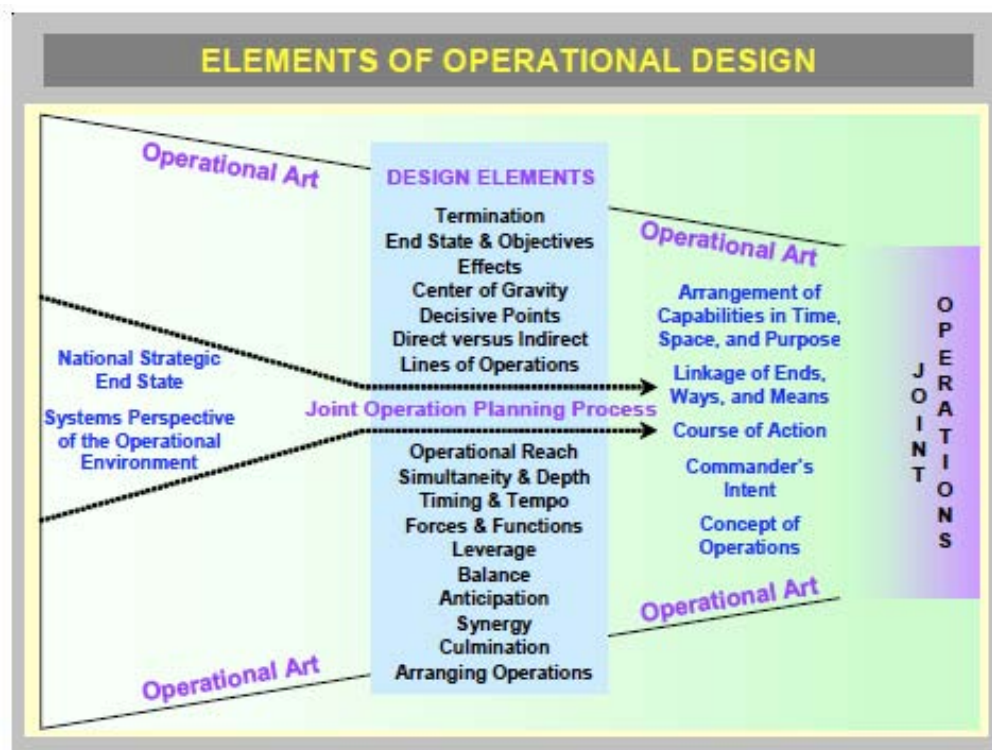 ELEMENTS OF OPERATIONAL DESIGN
Operational Art
DESIGN ELEMENTS
Termination
End State & Objectives
Effects
Center of Gravity
Decisive Points
Direct versus Indirect
Lines of Operations
Operational Art
National Strategic
End State
Systems Perspective
of the Operational
Environment
Joint Operation Planning Process
Operational Reach
Simultaneity & Depth
Timing & Tempo
Forces & Functions
Leverage
Balance
Anticipation
Synergy
Culmination
Arranging Operations
Arrangement of
Capabilities in Time,
Space, and Purpose
Linkage of Ends,
Ways, and Means
Course of Action
Commander's
Intent
Concept of
Operations
Operational Art
Operational Art
JOINT
OPERATIONS